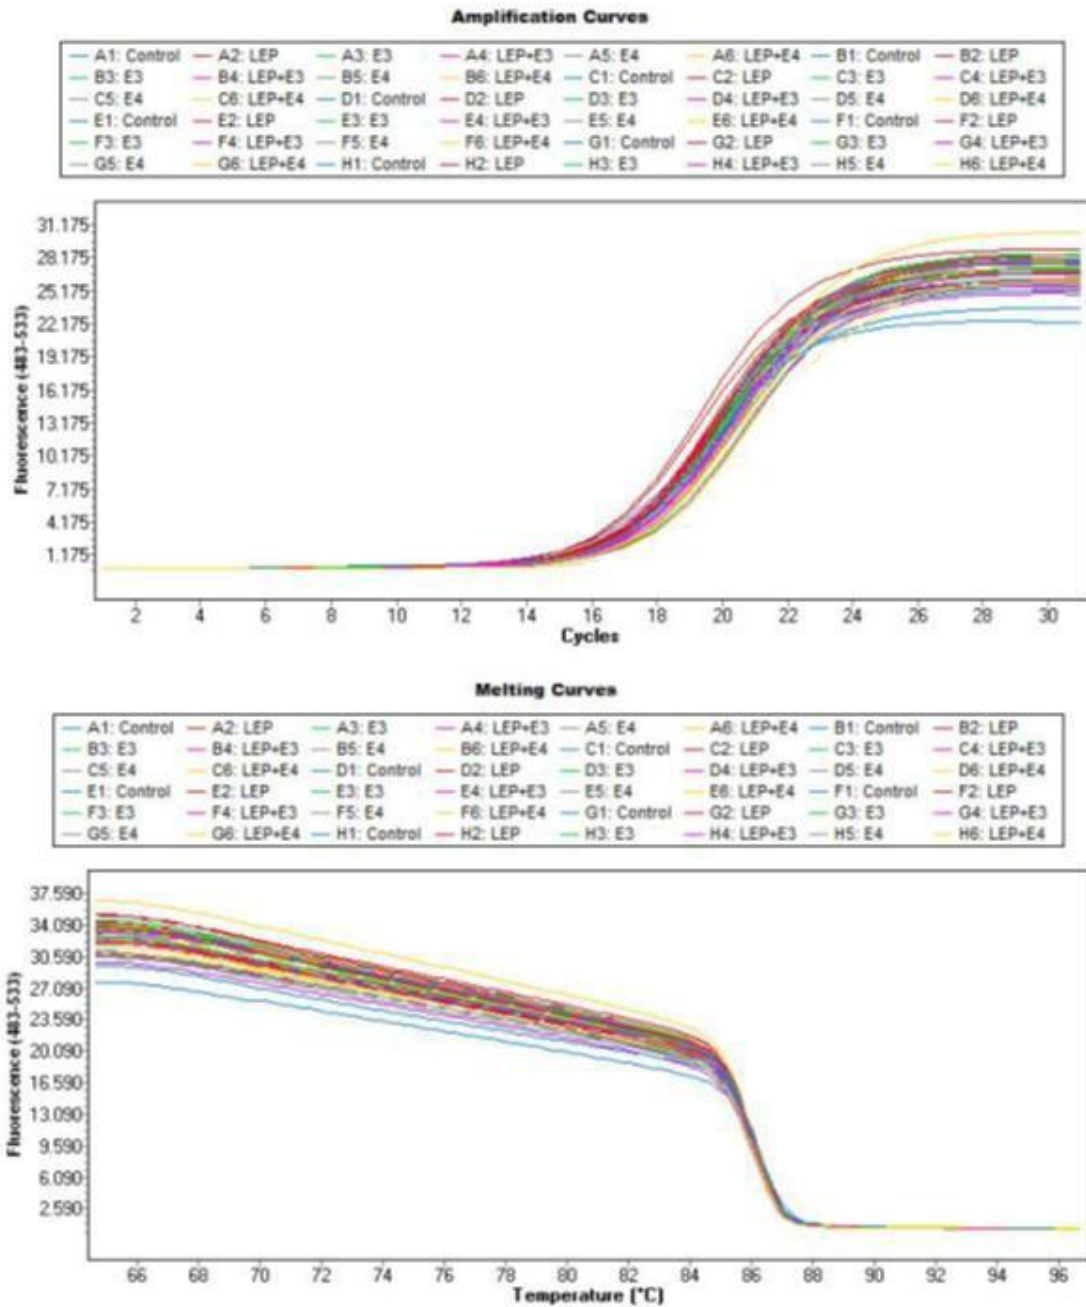 Amplification Curves
A1: Control A2: LEP A3: E3 A4: LEP+E3 A5: E4 A6: LEP+E4 B1: Control B2: LEP
B3: E3 B4: LEP+E3 B5: E4 B6: LEP+E4 C1: Control C2: LEP C3: E3 C4: LEP+E3
C5: E4 C6: LEP+E4 D1: Control D2: LEP D3: E3 D4: LEP+E3 D5: E4 D6: LEP+E4
E1: Control E2: LEP E3: E3 E4: LEP+E3 E5: E4 E6: LEP+E4 F1: Control F2: LEP
F3: E3 F4: LEP+E3 F5: E4 F6: LEP+E4 G1: Control G2: LEP G3: E3 G4: LEP+E3
G5: E4 G6: LEP+E4 H1: Control H2: LEP H3: E3 H4: LEP+E3 H5: E4 H6: LEP+E4
Fluorescence (483-533)
31.175
28.175
25.175
22.175
19.175
16.175
13.175
10.175
7.175
4.175
1.175
2 4 6 8 10 12 14 16 18 20 22 24 26 28 30
Cycles
Melting Curves
A1: Control A2: LEP A3: E3 A4: LEP+E3 A5: E4 A6: LEP+E4 B1: Control B2: LEP
B3: E3 B4: LEP+E3 B5: E4 B6: LEP+E4 C1: Control C2: LEP C3: E3 C4: LEP+E3
C5: E4 C6: LEP+E4 D1: Control D2: LEP D3: E3 D4: LEP+E3 D5: E4 D6: LEP+E4
E1: Control E2: LEP E3: E3 E4: LEP+E3 E5: E4 E6: LEP+E4 F1: Control F2: LEP
F3: E3 F4: LEP+E3 F5: E4 F6: LEP+E4 G1: Control G2: LEP G3: E3 G4: LEP+E3
G5: E4 G6: LEP+E4 H1: Control H2: LEP H3: E3 H4: LEP+E3 H5: E4 H6: LEP+E4
Fluorescence (483-533)
37.590
34.090
30.590
27.090
23.590
20.090
16.590
13.090
9.590
6.090
2.590
66 68 70 72 74 76 78 80 82 84 86 88 90 92 94 96
Temperature [°C]